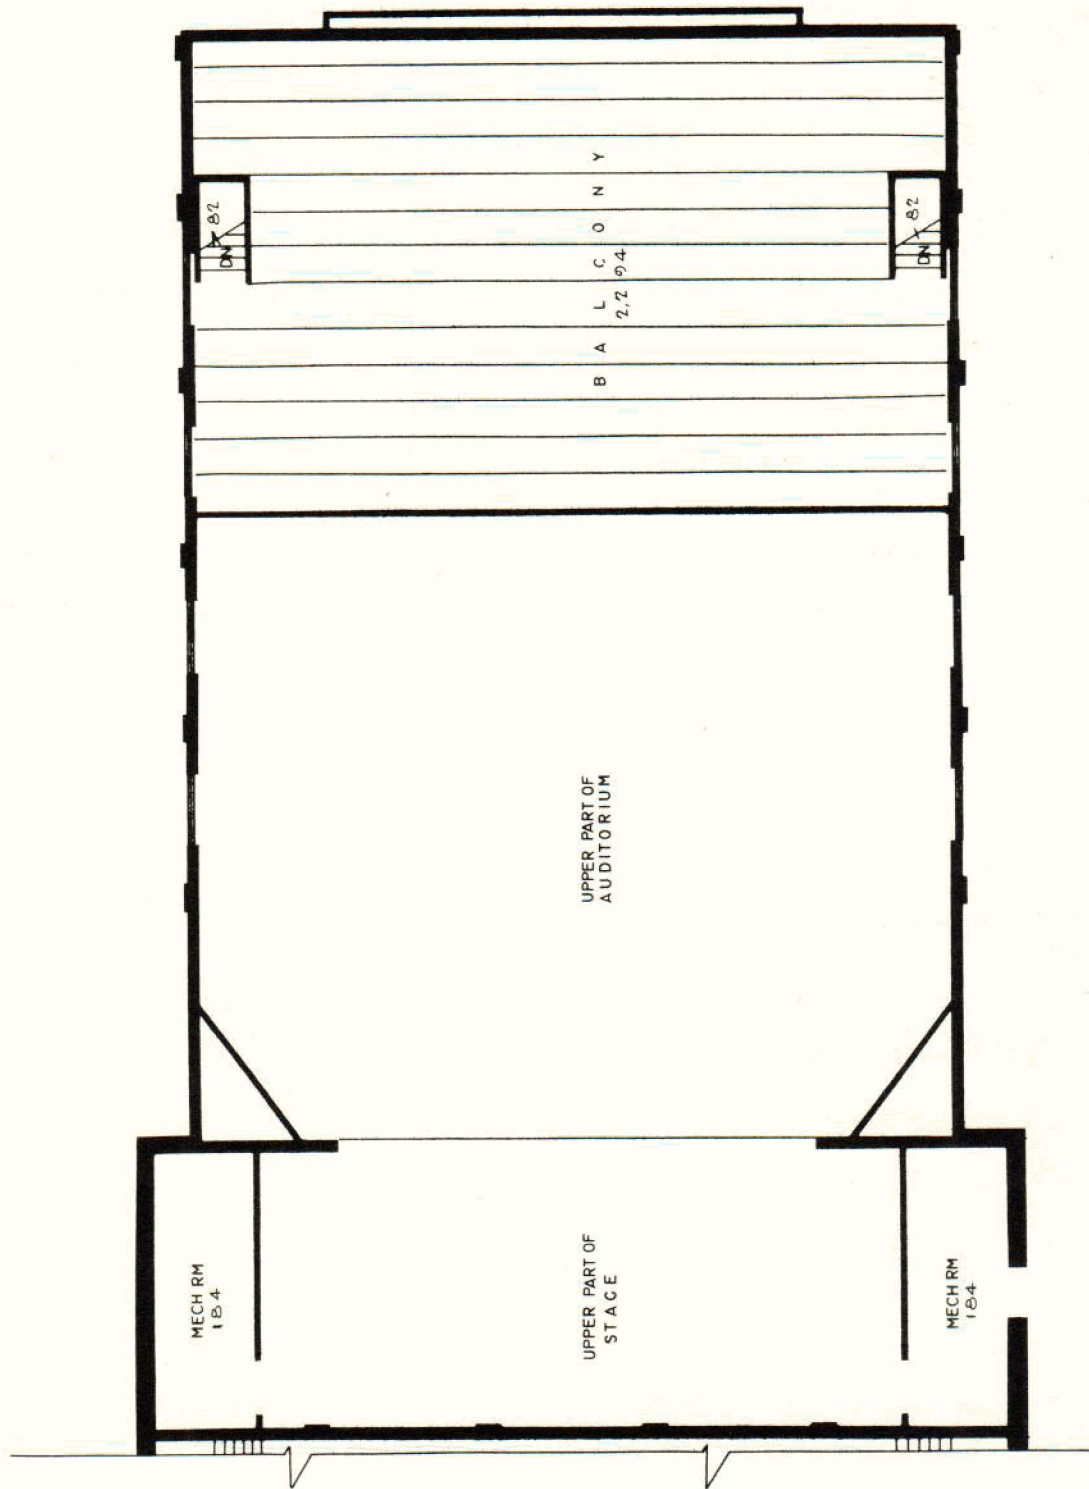 82
DN
82
DN
BALCONY
2,294
UPPER PART OF
AUDITORIUM
MECH RM
184
UPPER PART OF
STAGE
MECH RM
184